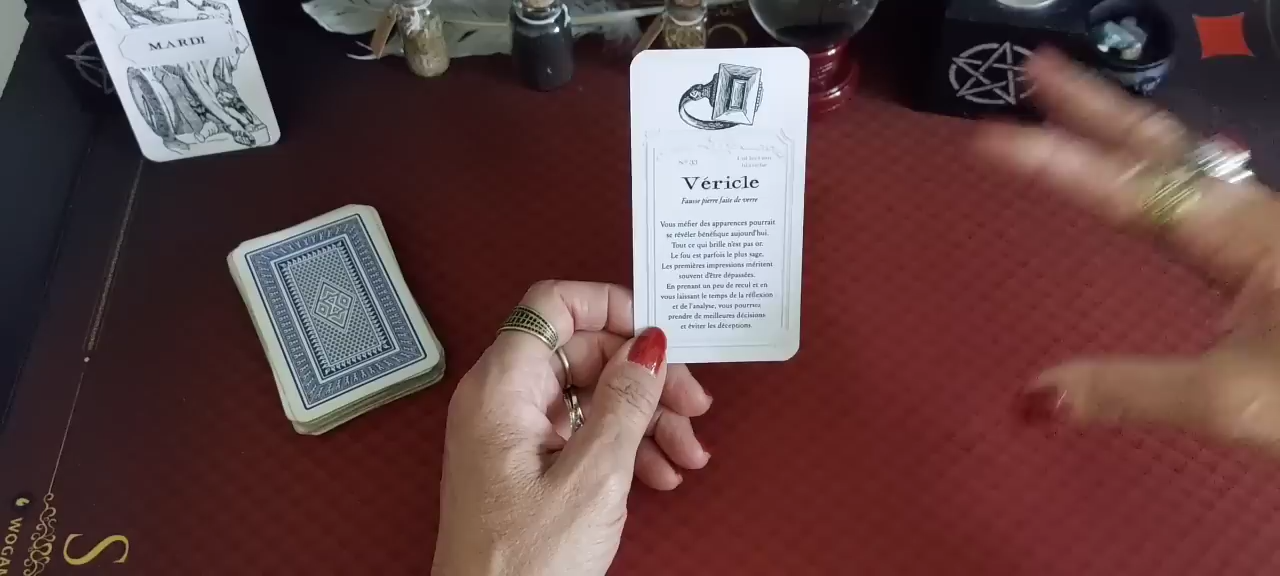 MARDI
Nº 33
Véricle
Fausse pierre faite de verre
Vous méfier des apparences pourrait
se révéler bénéfique aujourd'hui.
Tout ce qui brille n'est pas or.
Le fou est parfois le plus sage.
Les premières impressions méritent
souvent d'être dépassées.
En prenant un peu de recul et en
vous laissant le temps de la réflexion
et de l'analyse, vous pourrez
prendre de meilleures décisions
et éviter les déceptions.
S
WOGAN